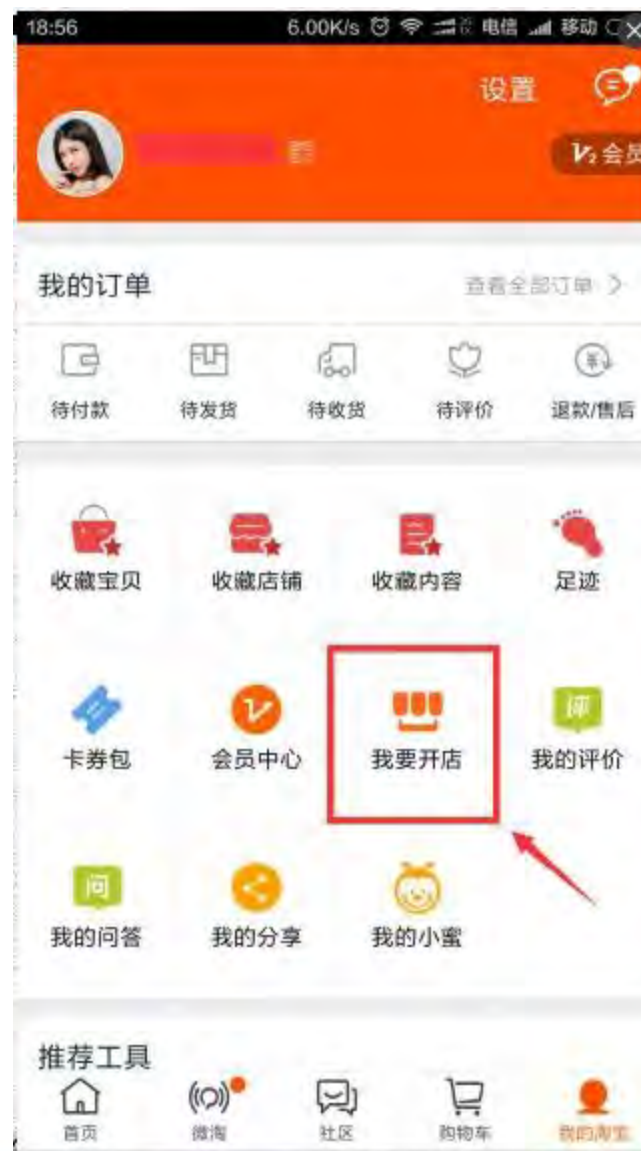 18:56 6.00K/s 电信 移动
设置
V2会员
我的订单 查看全部订单 >
待付款 待发货 待收货 待评价 退款/售后
收藏宝贝 收藏店铺 收藏内容 足迹
评
卡券包 会员中心 我要开店 我的评价
问
我的问答 我的分享 我的小蜜
推荐工具
首页 微淘 社区 购物车 我的淘宝